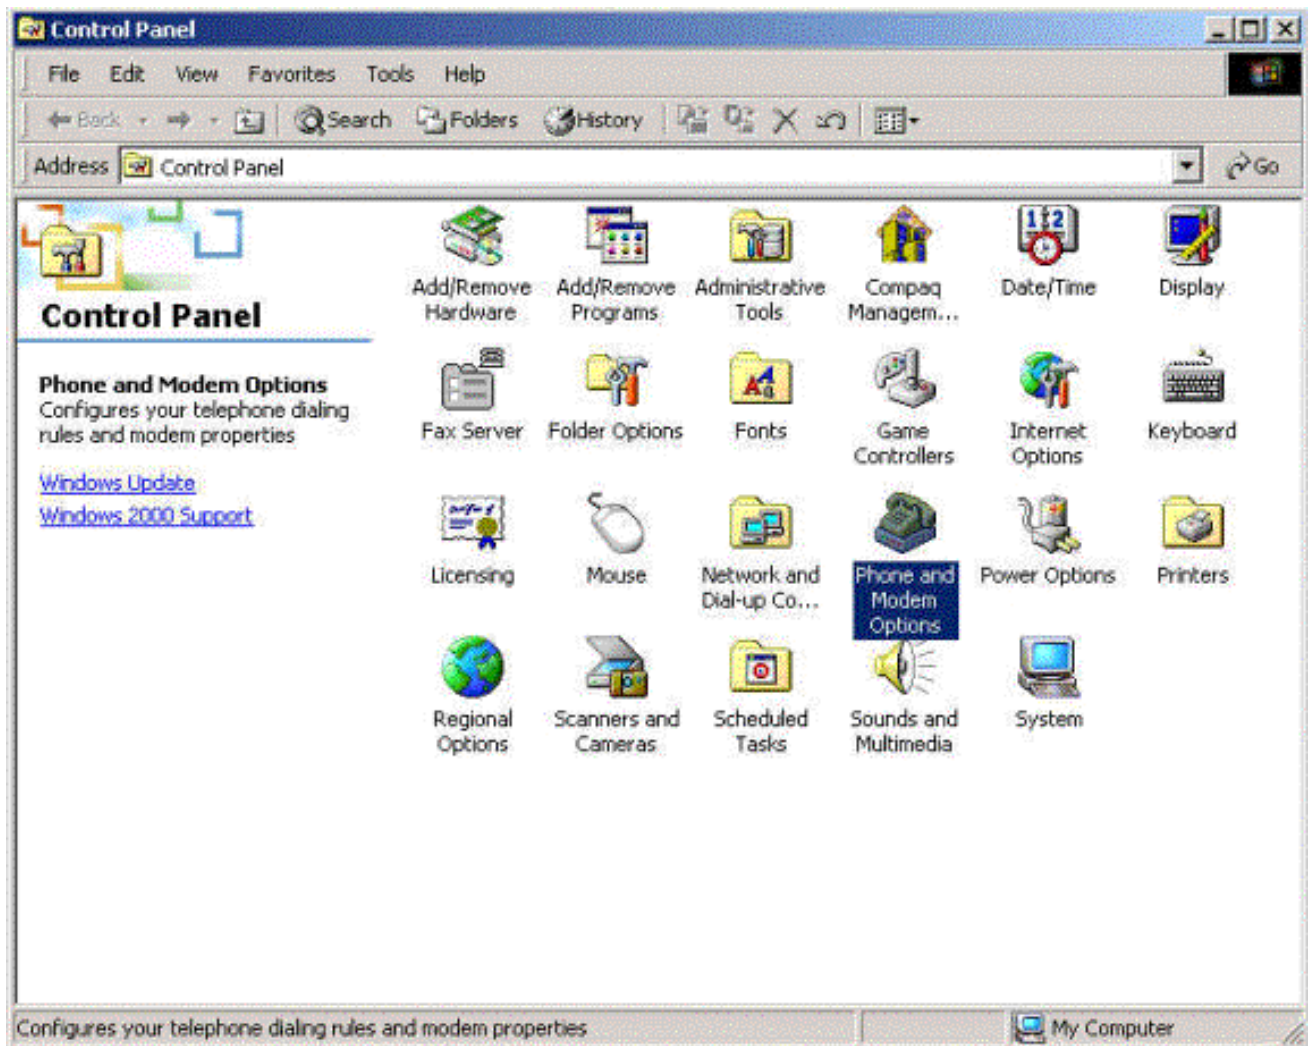 Control Panel
File Edit View Favorites Tools Help
Back Search Folders History
Address Control Panel Go
Control Panel
Phone and Modem Options
Configures your telephone dialing
rules and modem properties
Windows Update
Windows 2000 Support
Add/Remove
Hardware
Add/Remove
Programs
Administrative
Tools
Compaq
Managem...
Date/Time
Display
Fax Server
Folder Options
Fonts
Game
Controllers
Internet
Options
Keyboard
Licensing
Mouse
Network and
Dial-up Co...
Phone and
Modem
Options
Power Options
Printers
Regional
Options
Scanners and
Cameras
Scheduled
Tasks
Sounds and
Multimedia
System
Configures your telephone dialing rules and modem properties
My Computer